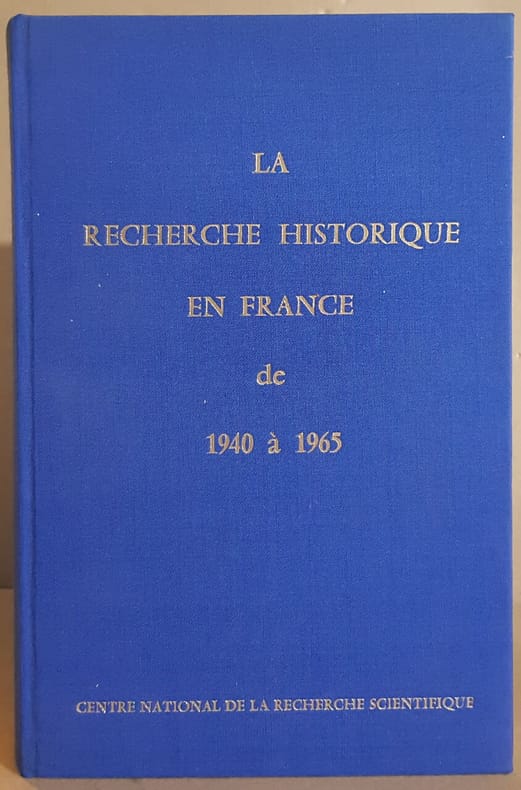 LA
RECHERCHE HISTORIQUE
EN FRANCE
de
1940 à 1965
CENTRE NATIONAL DE LA RECHERCHE SCIENTIFIQUE